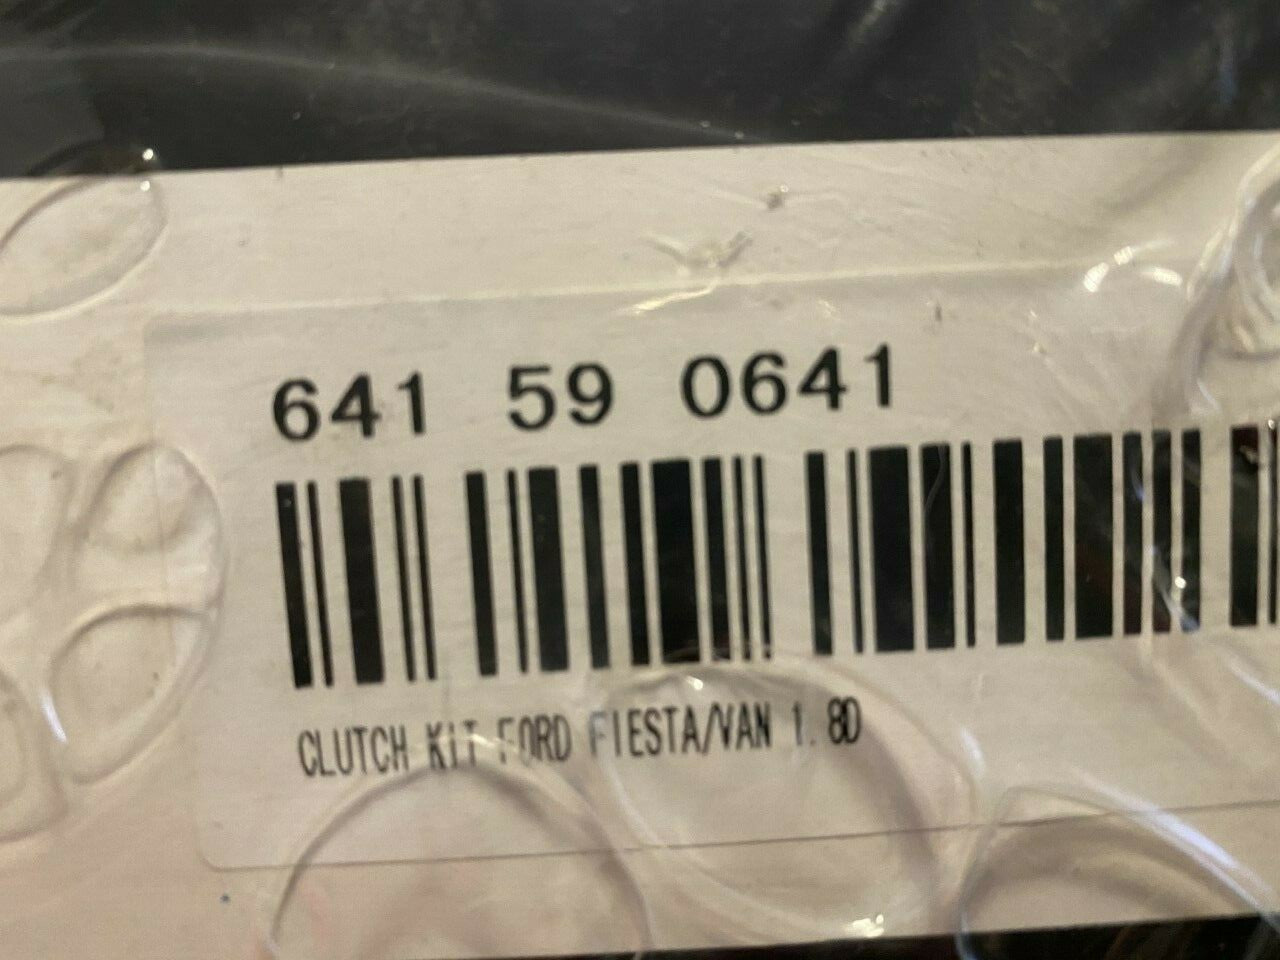 641 59 0641
CLUTCH KIT FORD FIESTA/VAN 1.8D